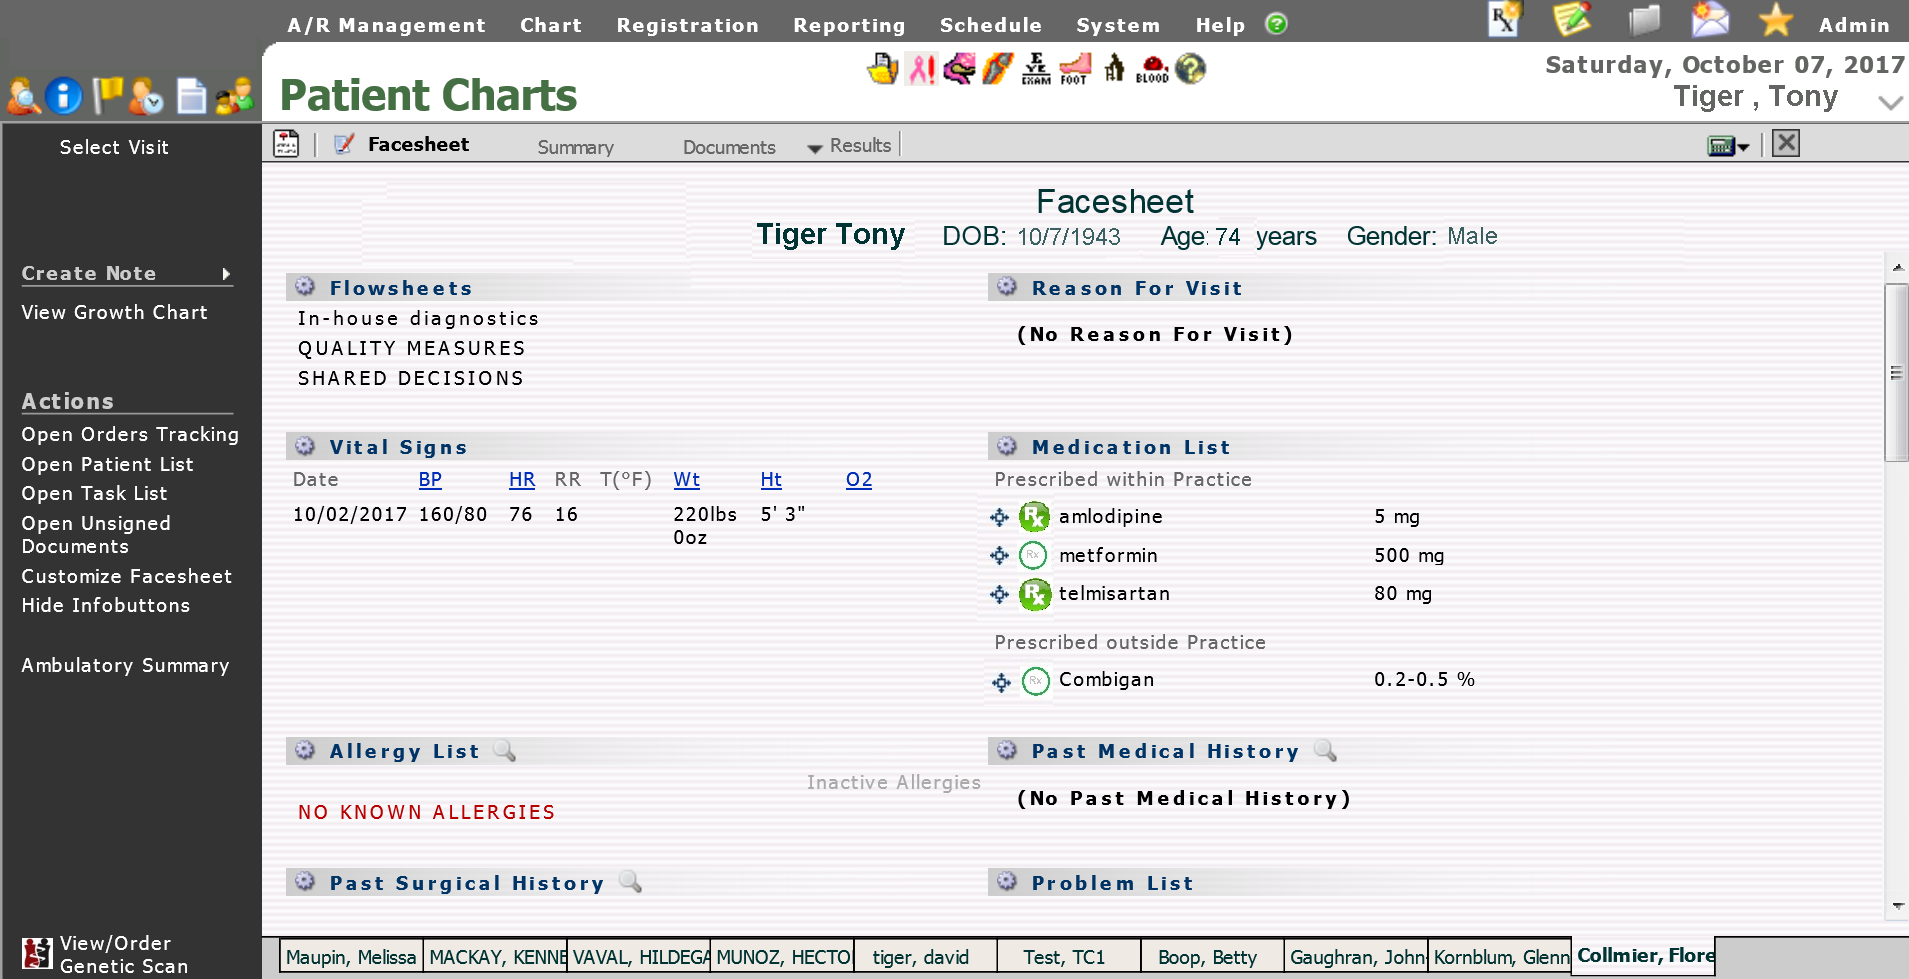 A/R Management Chart Registration Reporting Schedule System Help ?
Admin
Saturday, October 07, 2017
Tiger , Tony
Patient Charts
EYE EXAM
FOOT
BLOOD
Select Visit
Facesheet Summary Documents Results
Facesheet
Tiger Tony DOB: 10/7/1943 Age: 74 years Gender: Male
Create Note
View Growth Chart
Actions
Open Orders Tracking
Open Patient List
Open Task List
Open Unsigned
Documents
Customize Facesheet
Hide Infobuttons
Ambulatory Summary
View/Order
Genetic Scan
Flowsheets
In-house diagnostics
QUALITY MEASURES
SHARED DECISIONS
Reason For Visit
(No Reason For Visit)
Vital Signs
Date BP HR RR T(°F) Wt Ht O2
10/02/2017 160/80 76 16 220lbs 5' 3"
0oz
Medication List
Prescribed within Practice
Rx amlodipine 5 mg
Rx metformin 500 mg
Rx telmisartan 80 mg
Prescribed outside Practice
Rx Combigan 0.2-0.5 %
Allergy List
Inactive Allergies
NO KNOWN ALLERGIES
Past Medical History
(No Past Medical History)
Past Surgical History
Problem List
Maupin, Melissa MACKAY, KENNE VAVAL, HILDEGA MUNOZ, HECTO tiger, david Test, TC1 Boop, Betty Gaughran, John Kornblum, Glenn Collmier, Flore